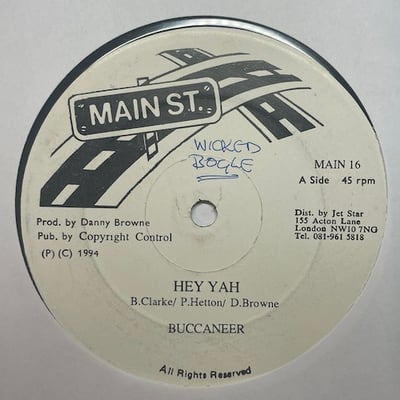 MAIN ST.
WICKED
BOGLE
MAIN 16
A Side 45 rpm
Prod. by Danny Browne
Pub. by Copyright Control
(P) (C) 1994
Dist. by Jet Star
155 Acton Lane
London NW10 7NG
Tel. 081-961 5818
HEY YAH
B.Clarke/ P.Hetton/ D.Browne
BUCCANEER
All Rights Reserved